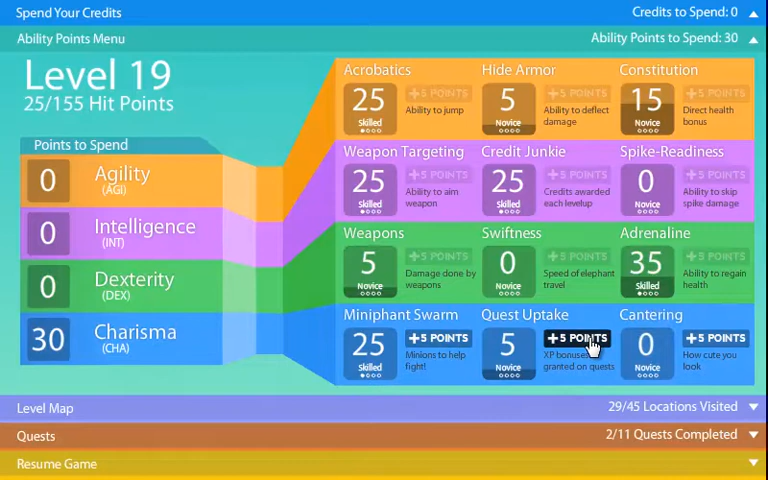 Spend Your Credits
Credits to Spend: 0
Ability Points Menu
Ability Points to Spend: 30
Level 19
25/155 Hit Points
Points to Spend
0 Agility
(AGI)
0 Intelligence
(INT)
0 Dexterity
(DEX)
30 Charisma
(CHA)
Acrobatics
25
Skilled
+5 POINTS
Ability to jump
Hide Armor
5
Novice
+5 POINTS
Ability to deflect
damage
Constitution
15
Novice
+5 POINTS
Direct health
bonus
Weapon Targeting
25
Skilled
+5 POINTS
Ability to aim
weapon
Credit Junkie
25
Skilled
+5 POINTS
Credits awarded
each levelup
Spike-Readiness
0
Novice
+5 POINTS
Ability to skip
spike damage
Weapons
5
Novice
+5 POINTS
Damage done by
weapons
Swiftness
0
Novice
+5 POINTS
Speed of elephant
travel
Adrenaline
35
Skilled
+5 POINTS
Ability to regain
health
Miniphant Swarm
25
Skilled
+5 POINTS
Minions to help
fight!
Quest Uptake
5
Novice
+5 POINTS
XP bonuses
granted on quests
Cantering
0
Novice
+5 POINTS
How cute you
look
Level Map
29/45 Locations Visited
Quests
2/11 Quests Completed
Resume Game